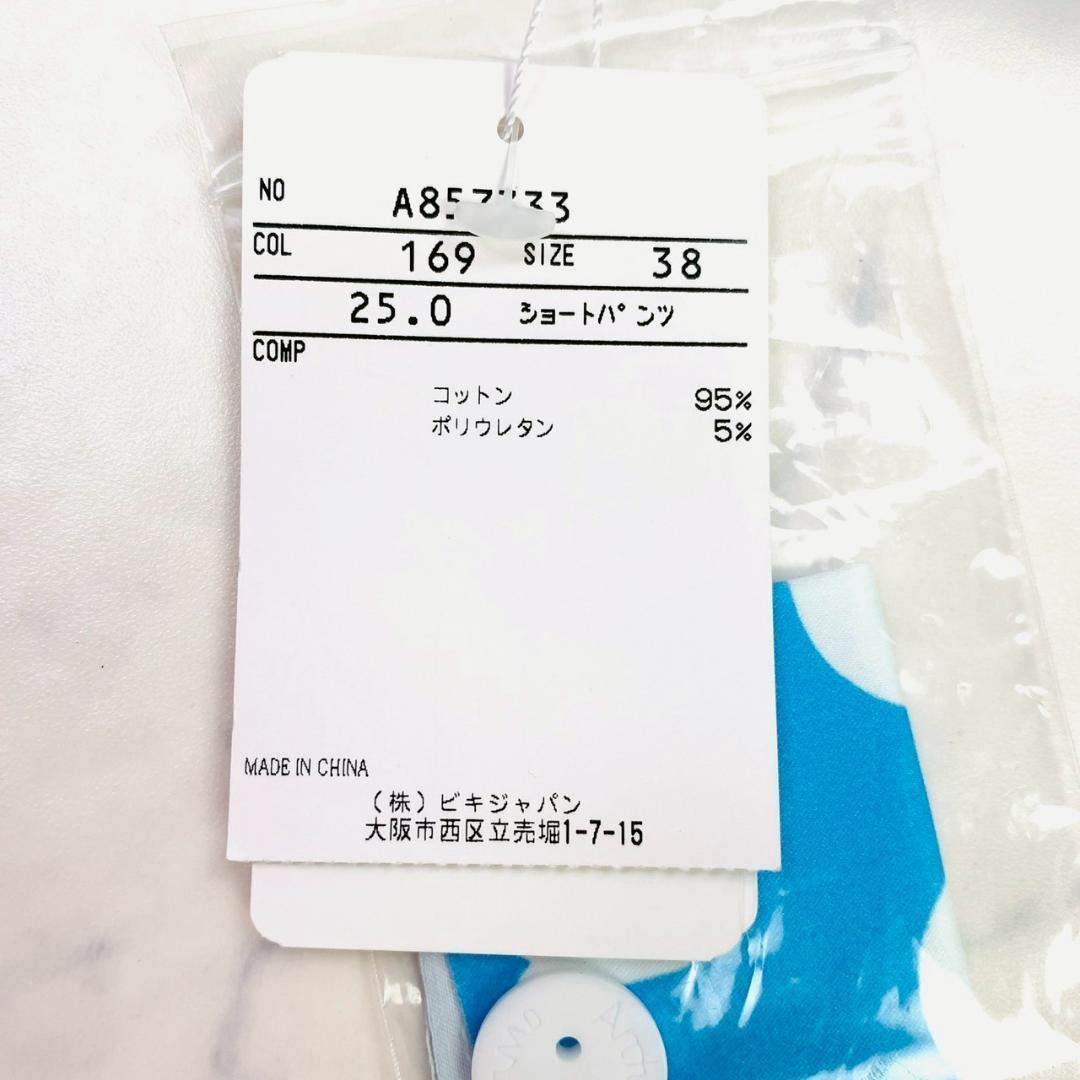 NO
COL 169 SIZE 38
25.0 ショートパンツ
COMP
コットン 95%
ポリウレタン 5%
MADE IN CHINA
(株)ビキジャパン
大阪市西区立売堀1-7-15